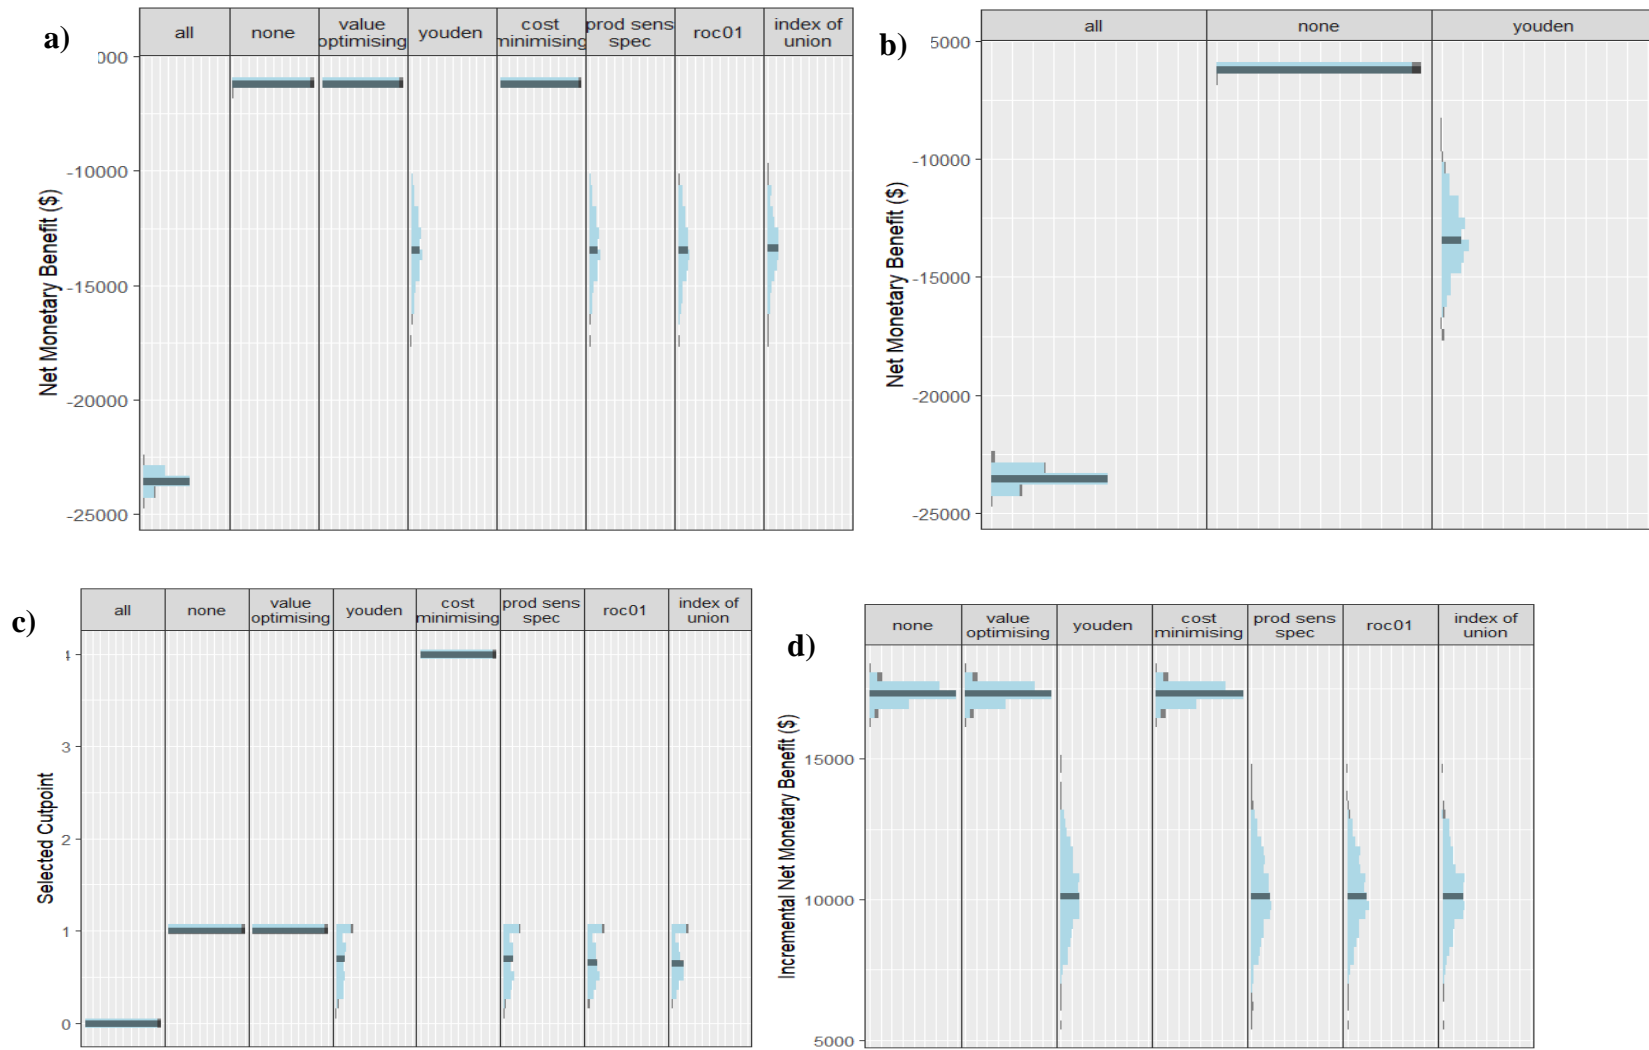 a)
all
none
value
optimising
youden
cost
minimising
prod sens
spec
roc01
index of
union
000
-10000
-15000
-20000
-25000
Net Monetary Benefit ($)
b)
all
none
youden
5000
-10000
-15000
-20000
-25000
Net Monetary Benefit ($)
c)
all
none
value
optimising
youden
cost
minimising
prod sens
spec
roc01
index of
union
3
2
1
0
Selected Cutpoint
d)
none
value
optimising
youden
cost
minimising
prod sens
spec
roc01
index of
union
15000
10000
5000
Incremental Net Monetary Benefit ($)